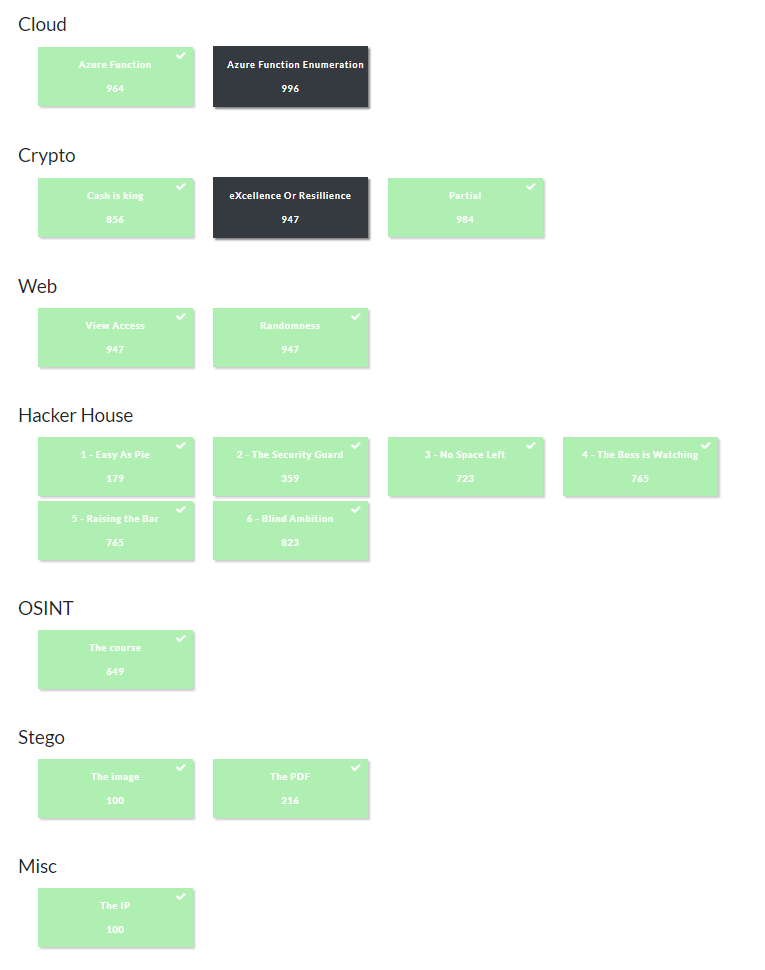 Cloud
Azure Function
964
Azure Function Enumeration
996
Crypto
Cash is king
856
eXcellence Or Resillience
947
Partial
984
Web
View Access
947
Randomness
947
Hacker House
1 - Easy As Pie
179
2 - The Security Guard
359
3 - No Space Left
723
4 - The Boss is Watching
765
5 - Raising the Bar
765
6 - Blind Ambition
823
OSINT
The course
649
Stego
The image
100
The PDF
216
Misc
The IP
100